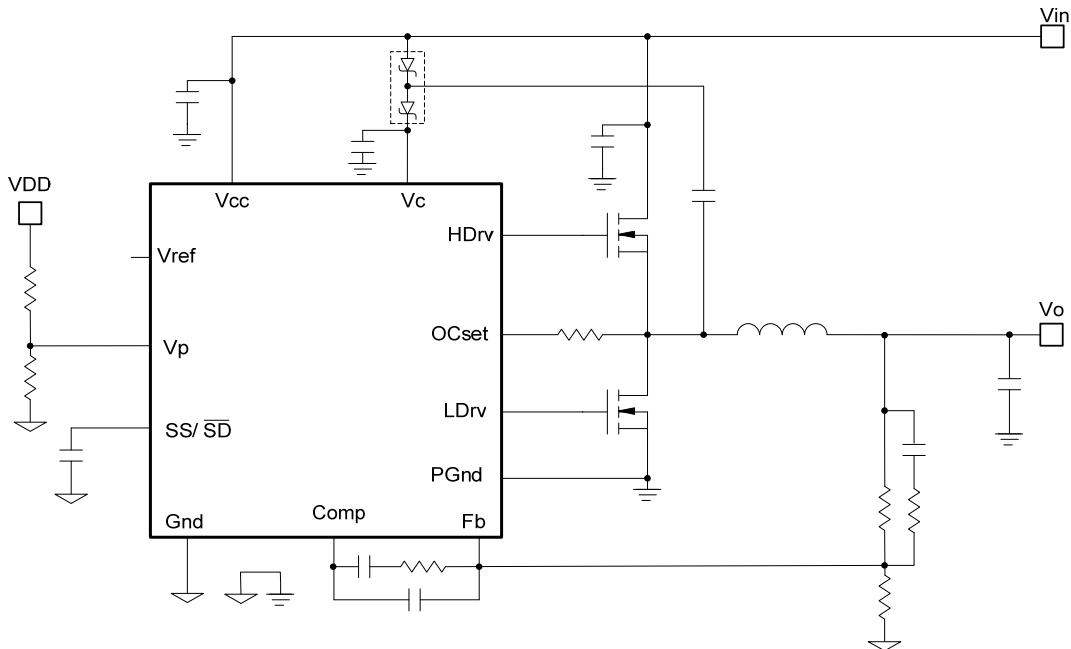 Vin
VDD
Vcc
Vc
HDrv
Vref
OCset
Vo
Vp
LDrv
SS/ SD
PGnd
Gnd
Comp
Fb